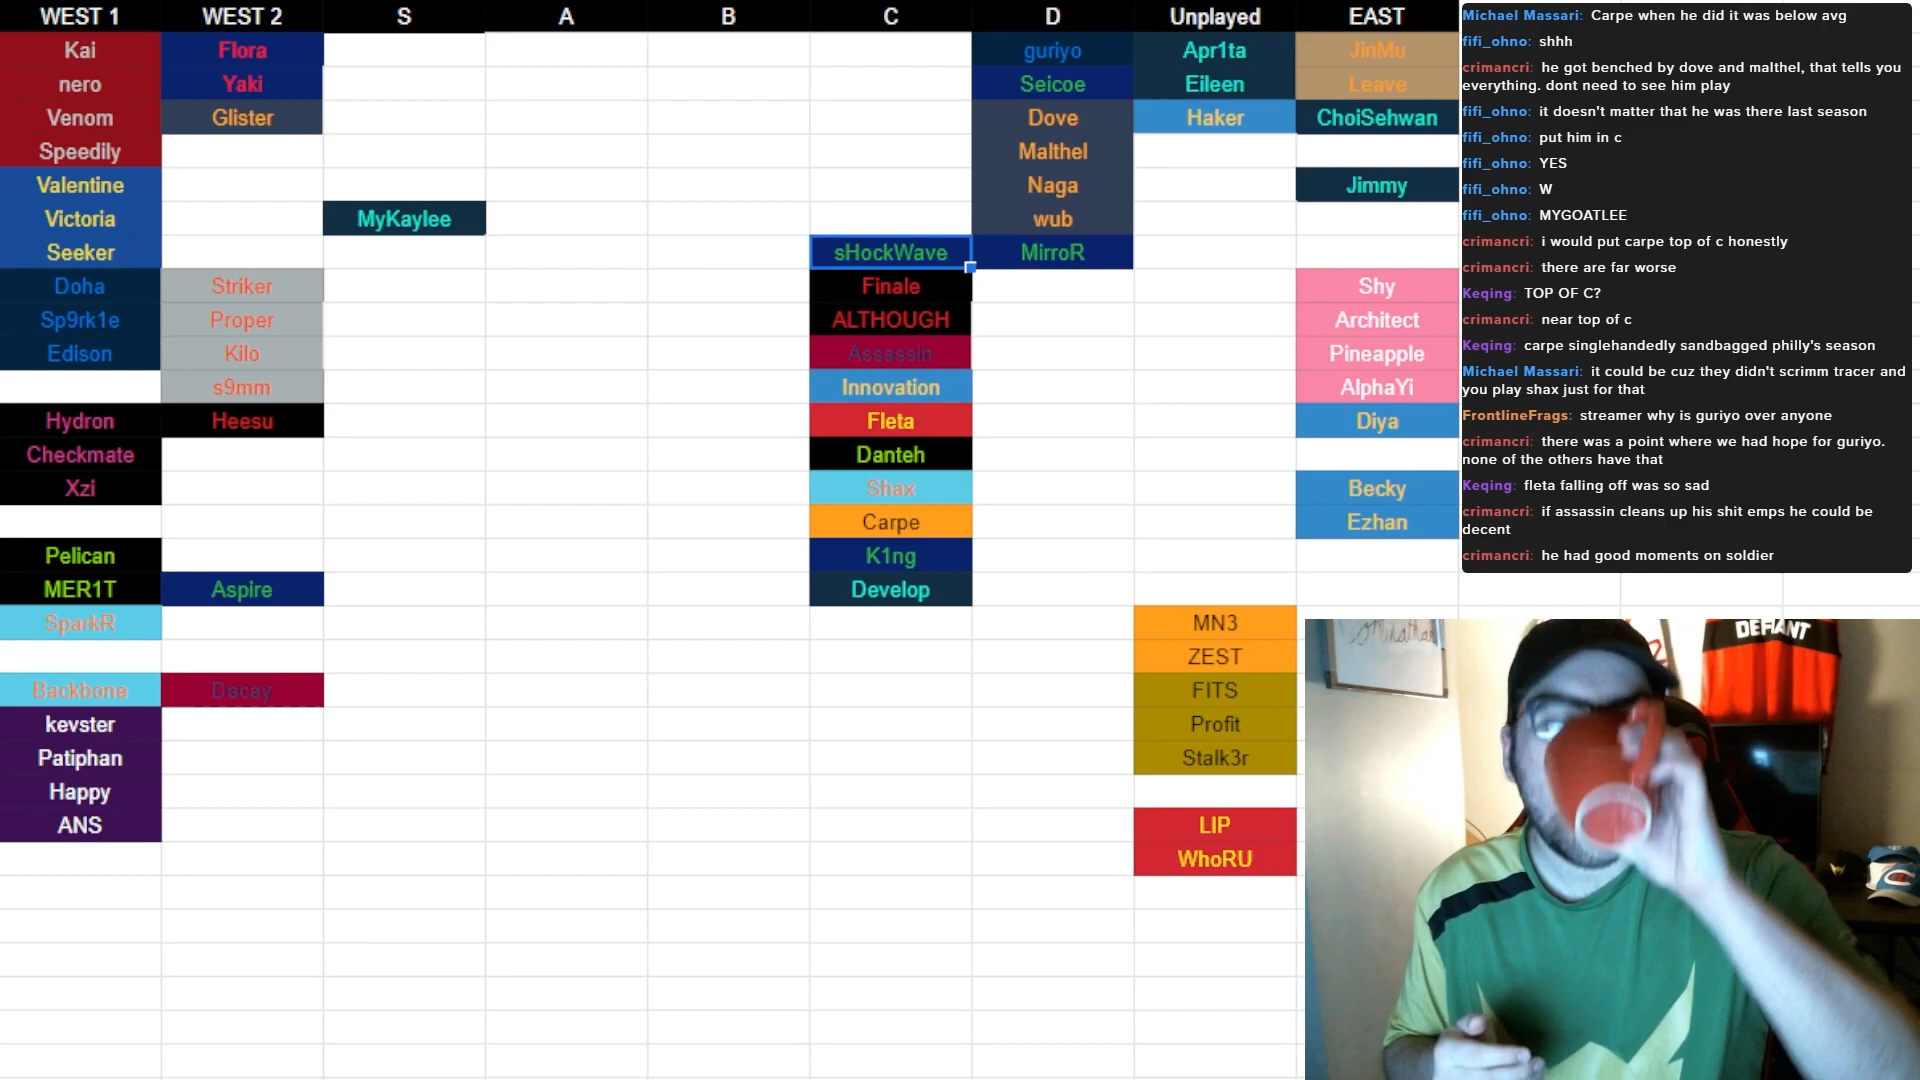 WEST 1 WEST 2 S A B C D Unplayed EAST
Kai Flora guriyo Apr1ta JinMu
nero Yaki Seicoe Eileen Leave
Venom Glister Dove Haker ChoiSehwan
Speedily Malthel
Valentine Naga Jimmy
Victoria MyKaylee wub
Seeker sHockWave MirroR
Doha Striker Finale Shy
Sp9rk1e Proper ALTHOUGH Architect
Edison Kilo Assassin Pineapple
s9mm Innovation AlphaYi
Hydron Heesu Fleta Diya
Checkmate Danteh
Xzi Shax Becky
Carpe Ezhan
Pelican K1ng
MER1T Aspire Develop
SparkR MN3
ZEST
Backbone Decay FITS
kevster Profit
Patiphan Stalk3r
Happy
ANS LIP
WhoRU
Michael Massari: Carpe when he did it was below avg
fifi_ohno: shhh
crimancri: he got benched by dove and malthel, that tells you
everything. dont need to see him play
fifi_ohno: it doesn't matter that he was there last season
fifi_ohno: put him in c
fifi_ohno: YES
fifi_ohno: W
fifi_ohno: MYGOATLEE
crimancri: i would put carpe top of c honestly
crimancri: there are far worse
Keqing: TOP OF C?
crimancri: near top of c
Keqing: carpe singlehandedly sandbagged philly's season
Michael Massari: it could be cuz they didn't scrimm tracer and
you play shax just for that
FrontlineFrags: streamer why is guriyo over anyone
crimancri: there was a point where we had hope for guriyo.
none of the others have that
Keqing: fleta falling off was so sad
crimancri: if assassin cleans up his shit emps he could be
decent
crimancri: he had good moments on soldier
DEFIANT